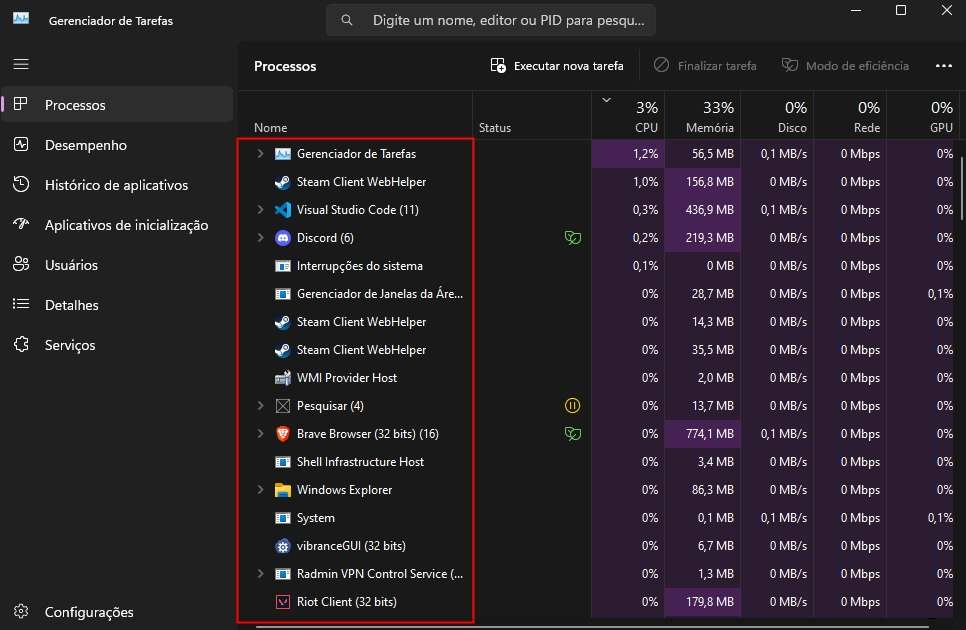 Gerenciador de Tarefas
Digite um nome, editor ou PID para pesqu...
Processos
Desempenho
Histórico de aplicativos
Aplicativos de inicialização
Usuários
Detalhes
Serviços
Configurações
Processos Executar nova tarefa Finalizar tarefa Modo de eficiência ...
3% 33% 0% 0% 0%
Nome Status CPU Memória Disco Rede GPU
Gerenciador de Tarefas 1,2% 56,5 MB 0,1 MB/s 0 Mbps 0%
Steam Client WebHelper 1,0% 156,8 MB 0 MB/s 0 Mbps 0%
Visual Studio Code (11) 0,3% 436,9 MB 0,1 MB/s 0 Mbps 0%
Discord (6) 0,2% 219,3 MB 0 MB/s 0 Mbps 0%
Interrupções do sistema 0,1% 0 MB 0 MB/s 0 Mbps 0%
Gerenciador de Janelas da Áre... 0% 28,7 MB 0 MB/s 0 Mbps 0,1%
Steam Client WebHelper 0% 14,3 MB 0 MB/s 0 Mbps 0%
Steam Client WebHelper 0% 35,5 MB 0 MB/s 0 Mbps 0%
WMI Provider Host 0% 2,0 MB 0 MB/s 0 Mbps 0%
Pesquisar (4) 0% 13,7 MB 0 MB/s 0 Mbps 0%
Brave Browser (32 bits) (16) 0% 774,1 MB 0,1 MB/s 0 Mbps 0%
Shell Infrastructure Host 0% 3,4 MB 0 MB/s 0 Mbps 0%
Windows Explorer 0% 86,3 MB 0 MB/s 0 Mbps 0%
System 0% 0,1 MB 0,1 MB/s 0 Mbps 0,1%
vibranceGUI (32 bits) 0% 6,7 MB 0 MB/s 0 Mbps 0%
Radmin VPN Control Service (... 0% 1,3 MB 0 MB/s 0 Mbps 0%
Riot Client (32 bits) 0% 179,8 MB 0 MB/s 0 Mbps 0%